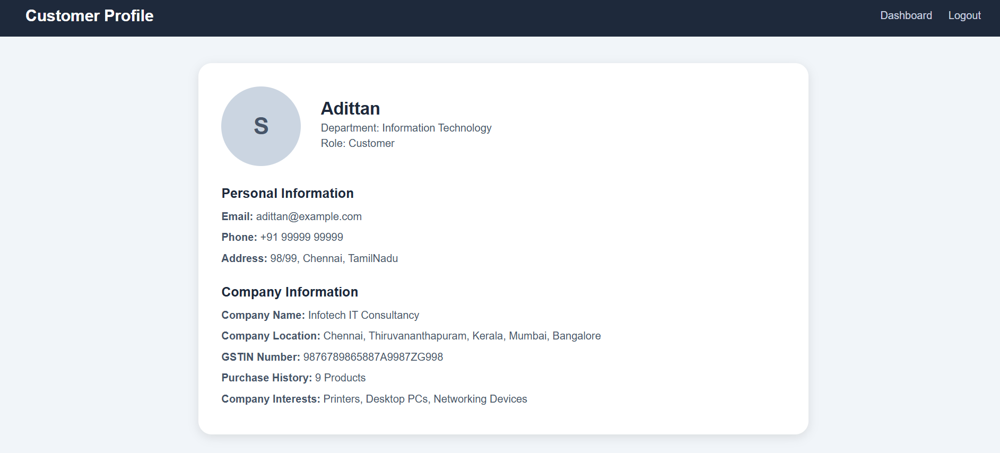 Customer Profile
Dashboard Logout
S
Adittan
Department: Information Technology
Role: Customer
Personal Information
Email: adittan@example.com
Phone: +91 99999 99999
Address: 98/99, Chennai, TamilNadu
Company Information
Company Name: Infotech IT Consultancy
Company Location: Chennai, Thiruvananthapuram, Kerala, Mumbai, Bangalore
GSTIN Number: 9876789865887A9987ZG998
Purchase History: 9 Products
Company Interests: Printers, Desktop PCs, Networking Devices